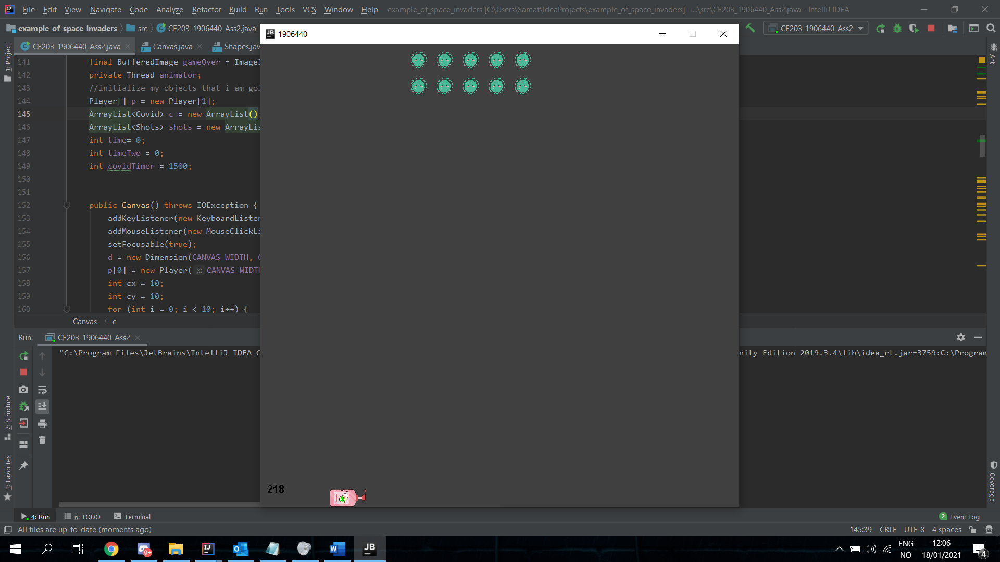 File Edit View Navigate Code Analyze Refactor Build Run Tools VCS Window Help example_of_space_invaders [C:\Users\Samat\IdeaProjects\example_of_space_invaders] - ...\src\CE203_1906440_Ass2.java - IntelliJ IDEA
example_of_space_invaders src CE203_1906440_Ass2.java CE203_1906440_Ass2
JB 1906440
CE203_1906440_Ass2.java Canvas.java Shapes.jav
1: Project
Ant
141 final BufferedImage gameOver = ImageI
142 private Thread animator;
143 //initialize my objects that i am goi
144 Player[] p = new Player[1];
145 ArrayList<Covid> c = new ArrayList();
146 ArrayList<Shots> shots = new ArrayLis
147 int time= 0;
148 int timeTwo = 0;
149 int covidTimer = 1500;
150
151
152 public Canvas() throws IOException {
153 addKeyListener(new KeyboardListen
154 addMouseListener(new MouseClickLi
155 setFocusable(true);
156 d = new Dimension(CANVAS_WIDTH, C
157 p[0] = new Player( x: CANVAS_WIDTH
158 int cx = 10;
159 int cy = 10;
160 for (int i = 0; i < 10; i++) {
Canvas c
Run: CE203_1906440_Ass2
"C:\Program Files\JetBrains\IntelliJ IDEA C nity Edition 2019.3.4\lib\idea_rt.jar=3759:C:\Program
7: Structure
2: Favorites
Coverage
218
4: Run 6: TODO Terminal 2 Event Log
All files are up-to-date (moments ago) 145:39 CRLF UTF-8 4 spaces
9+ W JB ENG 12:06
NO 18/01/2021 4